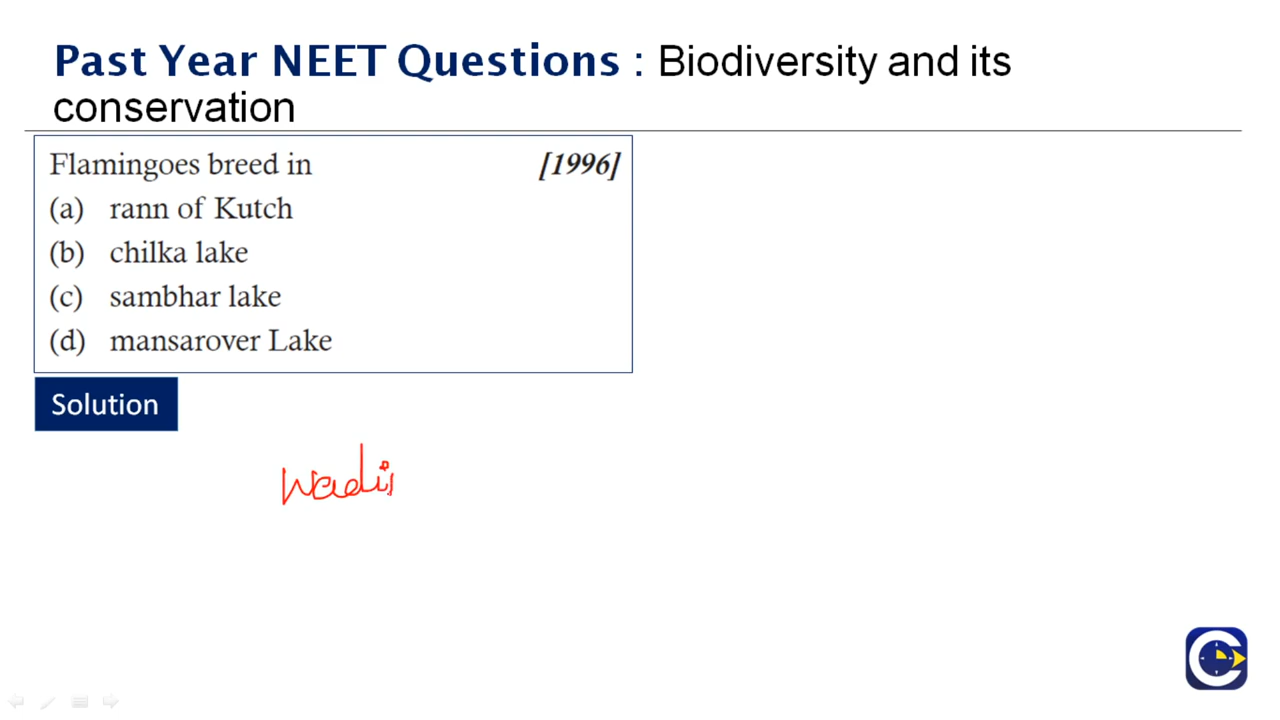 Past Year NEET Questions : Biodiversity and its
conservation
Flamingoes breed in [1996]
(a) rann of Kutch
(b) chilka lake
(c) sambhar lake
(d) mansarover Lake
Solution